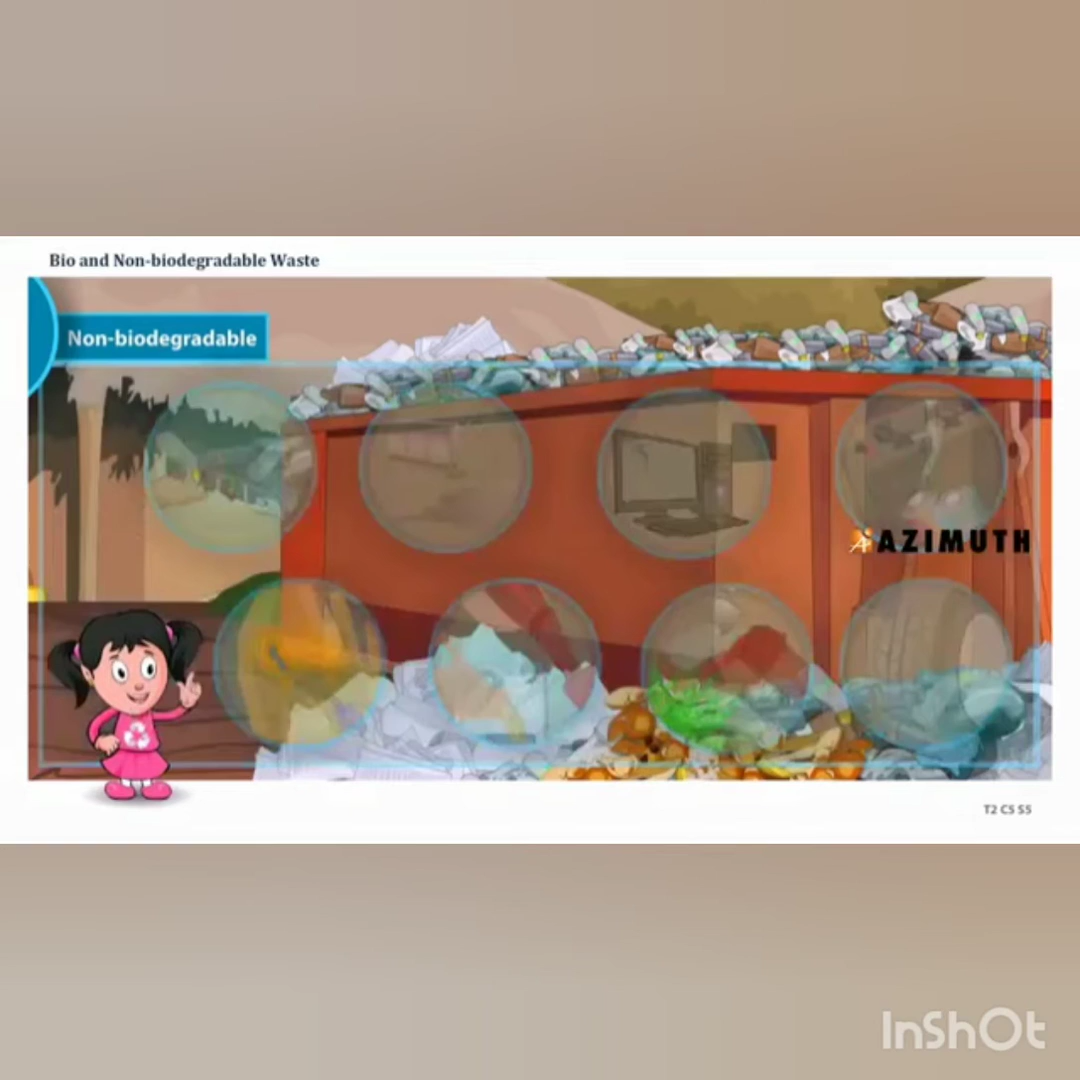 Bio and Non-biodegradable Waste
Non-biodegradable
AZIMUTH
T2 C5 S5
InShOt